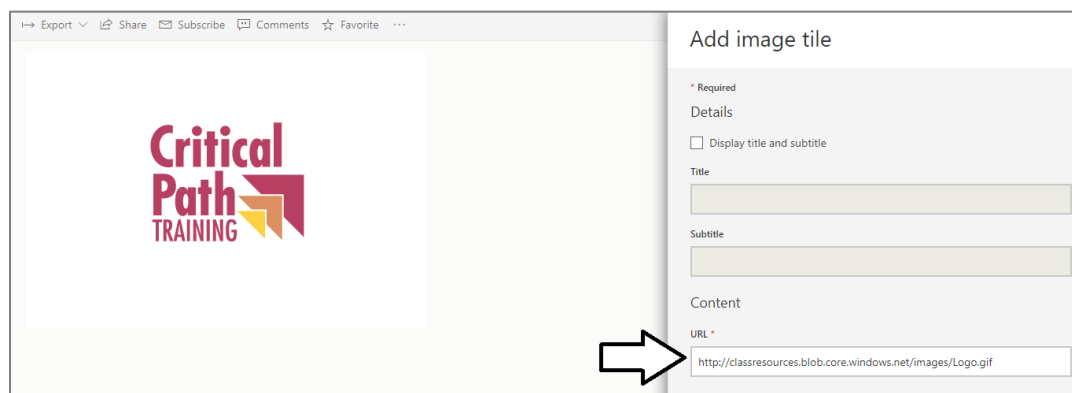 Export Share Subscribe Comments Favorite ...
Critical
Path
TRAINING
Add image tile
* Required
Details
Display title and subtitle
Title
Subtitle
Content
URL *
http://classresources.blob.core.windows.net/images/Logo.gif